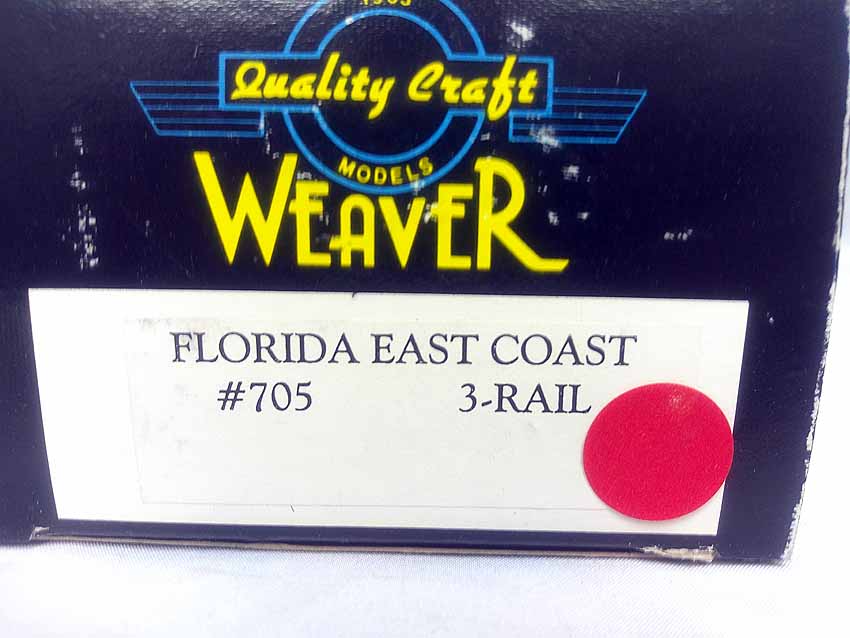 Quality Craft
MODELS
WEAVER
FLORIDA EAST COAST
#705 3-RAIL